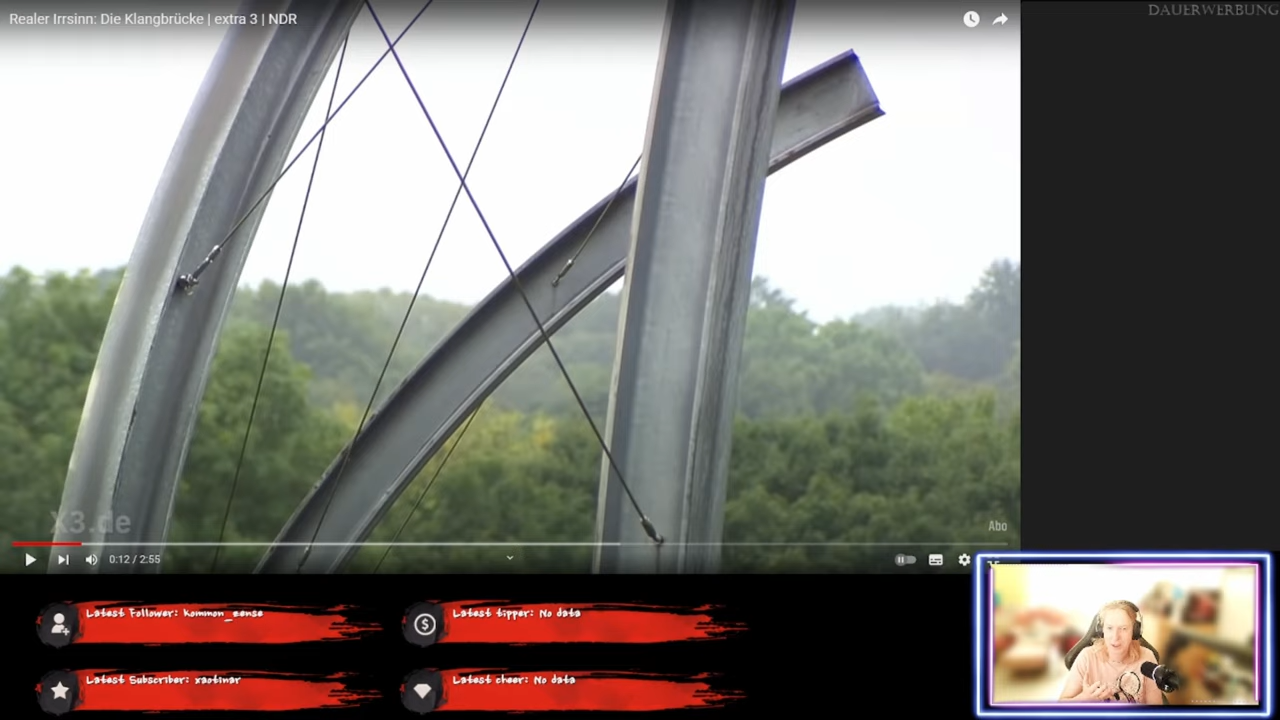 Realer Irrsinn: Die Klangbrücke | extra 3 | NDR
DAUERWERBUNG
x3.de
Abo
0:12 / 2:55
Latest Follower: kommon_sense
Latest tipper: No data
Latest Subscriber: xaotinar
Latest cheer: No data